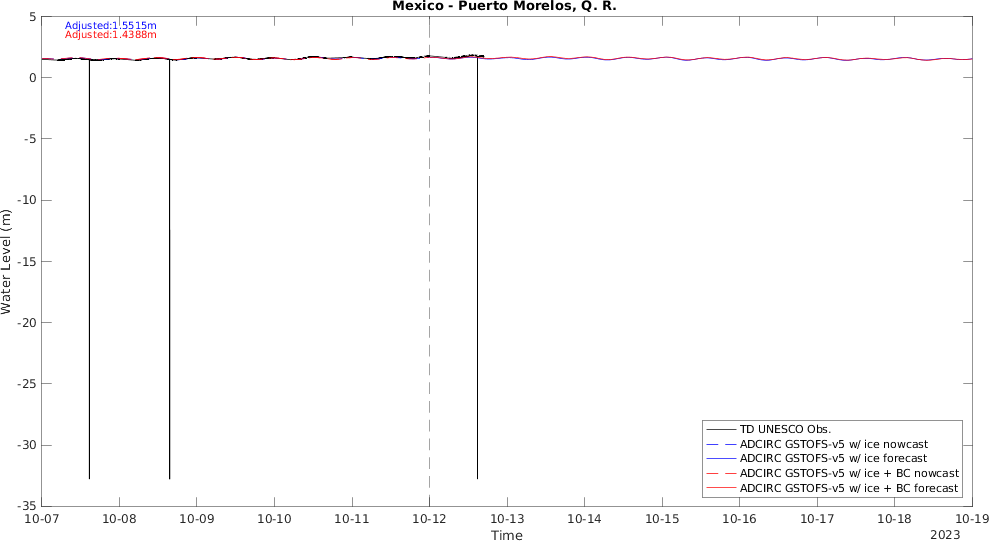 Mexico - Puerto Morelos, Q. R.
Adjusted:1.5515m
Adjusted:1.4388m
5
0
-5
-10
-15
-20
-25
-30
-35
Water Level (m)
10-07 10-08 10-09 10-10 10-11 10-12 10-13 10-14 10-15 10-16 10-17 10-18 10-19
Time
2023
TD UNESCO Obs.
ADCIRC GSTOFS-v5 w/ ice nowcast
ADCIRC GSTOFS-v5 w/ ice forecast
ADCIRC GSTOFS-v5 w/ ice + BC nowcast
ADCIRC GSTOFS-v5 w/ ice + BC forecast